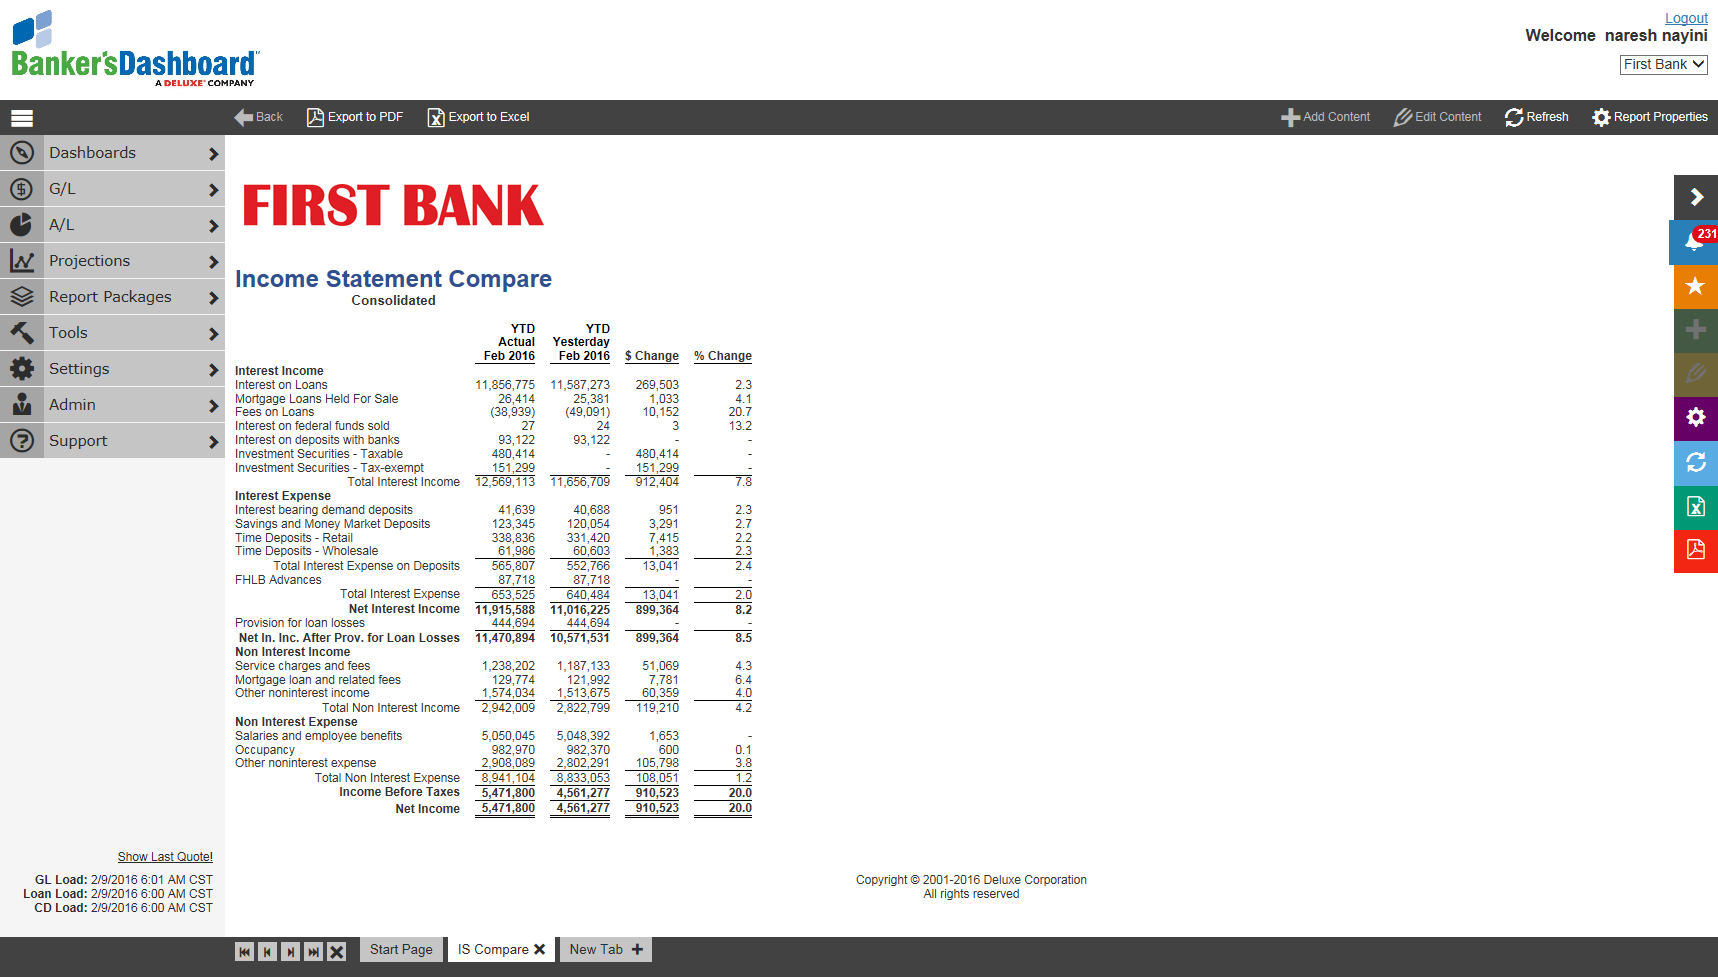 Logout
Banker'sDashboard
A DELUXE COMPANY
Welcome naresh nayini
First Bank
Back Export to PDF Export to Excel Add Content Edit Content Refresh Report Properties
Dashboards
G/L
A/L
Projections
Report Packages
Tools
Settings
Admin
Support
231
FIRST BANK
Income Statement Compare
Consolidated
YTD YTD
Actual Yesterday
Feb 2016 Feb 2016 $ Change % Change
Interest Income
Interest on Loans 11,856,775 11,587,273 269,503 2.3
Mortgage Loans Held For Sale 26,414 25,381 1,033 4.1
Fees on Loans (38,939) (49,091) 10,152 20.7
Interest on federal funds sold 27 24 3 13.2
Interest on deposits with banks 93,122 93,122 - -
Investment Securities - Taxable 480,414 - 480,414 -
Investment Securities - Tax-exempt 151,299 - 151,299 -
Total Interest Income 12,569,113 11,656,709 912,404 7.8
Interest Expense
Interest bearing demand deposits 41,639 40,688 951 2.3
Savings and Money Market Deposits 123,345 120,054 3,291 2.7
Time Deposits - Retail 338,836 331,420 7,415 2.2
Time Deposits - Wholesale 61,986 60,603 1,383 2.3
Total Interest Expense on Deposits 565,807 552,766 13,041 2.4
FHLB Advances 87,718 87,718 - -
Total Interest Expense 653,525 640,484 13,041 2.0
Net Interest Income 11,915,588 11,016,225 899,364 8.2
Provision for loan losses 444,694 444,694 - -
Net In. Inc. After Prov. for Loan Losses 11,470,894 10,571,531 899,364 8.5
Non Interest Income
Service charges and fees 1,238,202 1,187,133 51,069 4.3
Mortgage loan and related fees 129,774 121,992 7,781 6.4
Other noninterest income 1,574,034 1,513,675 60,359 4.0
Total Non Interest Income 2,942,009 2,822,799 119,210 4.2
Non Interest Expense
Salaries and employee benefits 5,050,045 5,048,392 1,653 -
Occupancy 982,970 982,370 600 0.1
Other noninterest expense 2,908,089 2,802,291 105,798 3.8
Total Non Interest Expense 8,941,104 8,833,053 108,051 1.2
Income Before Taxes 5,471,800 4,561,277 910,523 20.0
Net Income 5,471,800 4,561,277 910,523 20.0
Show Last Quote!
GL Load: 2/9/2016 6:01 AM CST
Loan Load: 2/9/2016 6:00 AM CST
CD Load: 2/9/2016 6:00 AM CST
Copyright © 2001-2016 Deluxe Corporation
All rights reserved
Start Page IS Compare New Tab